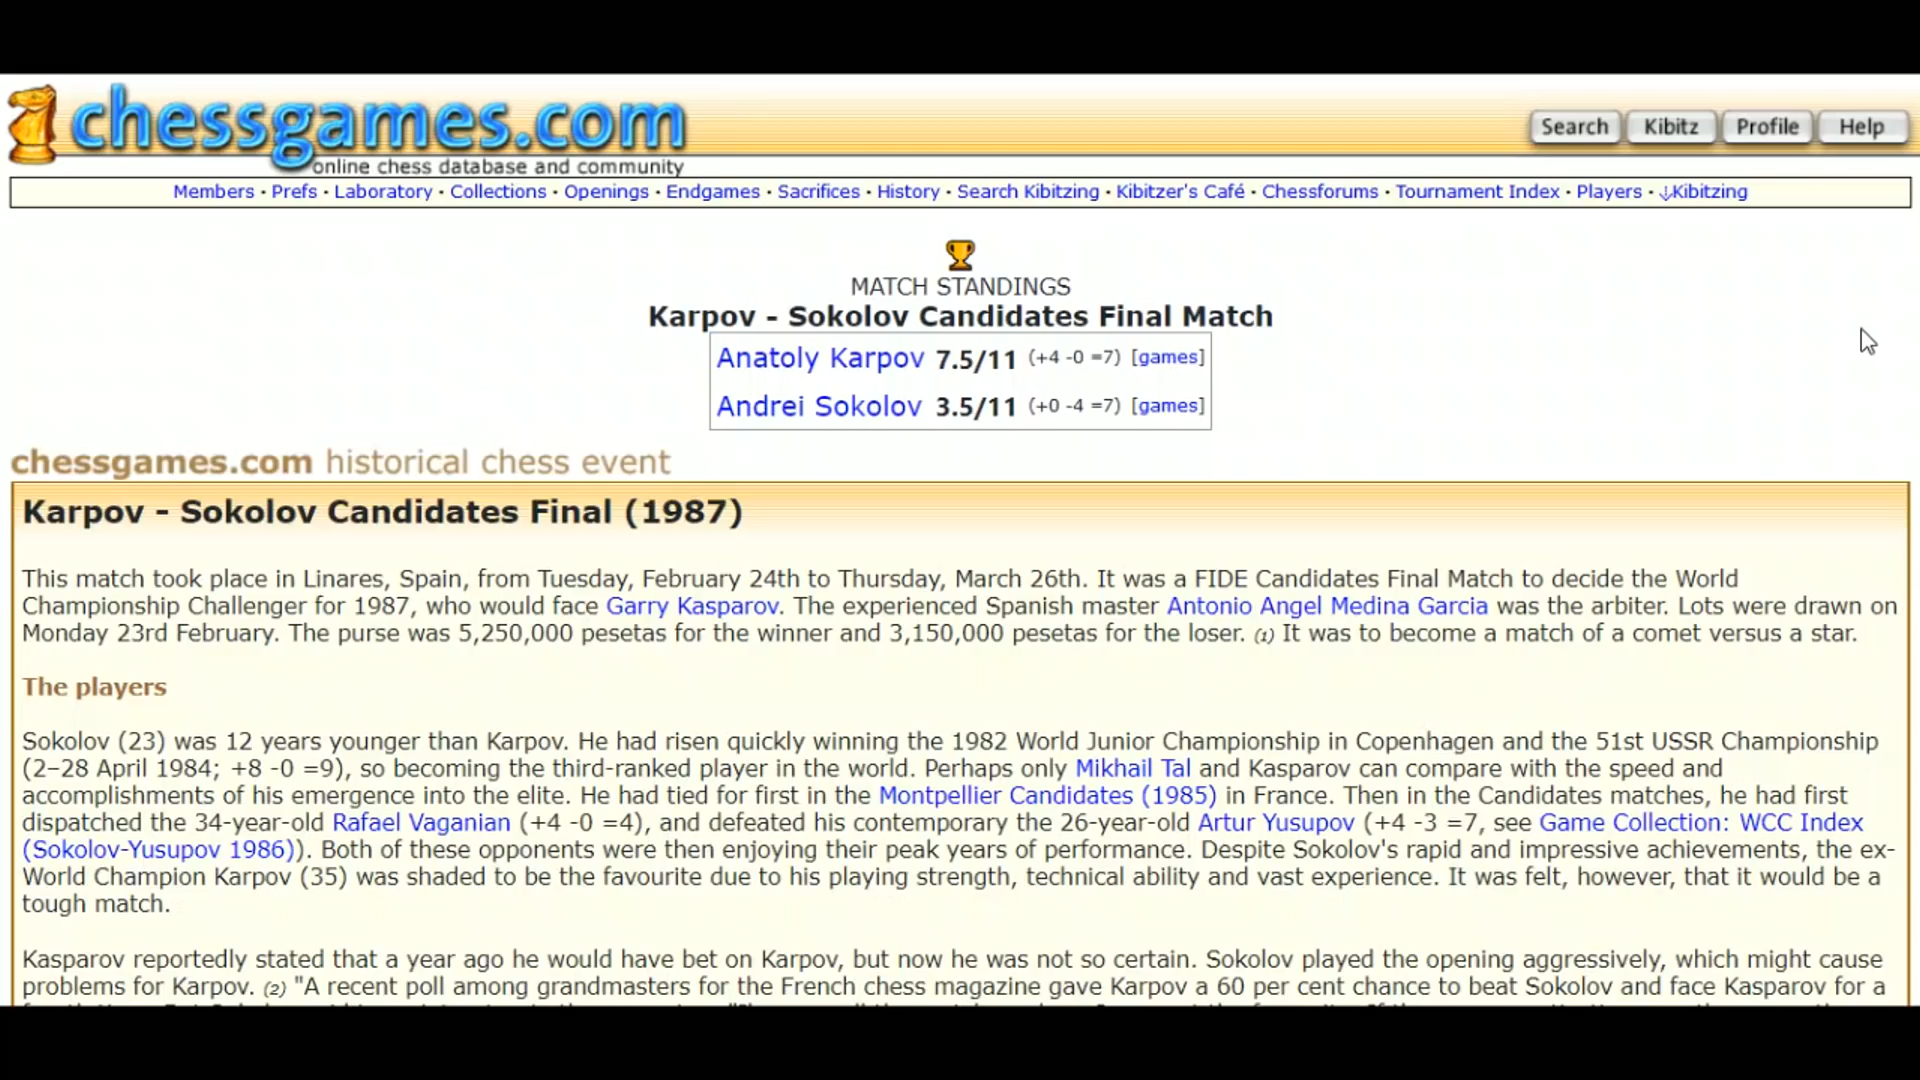 chessgames.com
online chess database and community
Search Kibitz Profile Help
Members · Prefs · Laboratory · Collections · Openings · Endgames · Sacrifices · History · Search Kibitzing · Kibitzer's Café · Chessforums · Tournament Index · Players · ↓Kibitzing
MATCH STANDINGS
Karpov - Sokolov Candidates Final Match
Anatoly Karpov 7.5/11 (+4 -0 =7) [games]
Andrei Sokolov 3.5/11 (+0 -4 =7) [games]
chessgames.com historical chess event
Karpov - Sokolov Candidates Final (1987)
This match took place in Linares, Spain, from Tuesday, February 24th to Thursday, March 26th. It was a FIDE Candidates Final Match to decide the World
Championship Challenger for 1987, who would face Garry Kasparov. The experienced Spanish master Antonio Angel Medina Garcia was the arbiter. Lots were drawn on
Monday 23rd February. The purse was 5,250,000 pesetas for the winner and 3,150,000 pesetas for the loser. (1) It was to become a match of a comet versus a star.
The players
Sokolov (23) was 12 years younger than Karpov. He had risen quickly winning the 1982 World Junior Championship in Copenhagen and the 51st USSR Championship
(2–28 April 1984; +8 -0 =9), so becoming the third-ranked player in the world. Perhaps only Mikhail Tal and Kasparov can compare with the speed and
accomplishments of his emergence into the elite. He had tied for first in the Montpellier Candidates (1985) in France. Then in the Candidates matches, he had first
dispatched the 34-year-old Rafael Vaganian (+4 -0 =4), and defeated his contemporary the 26-year-old Artur Yusupov (+4 -3 =7, see Game Collection: WCC Index
(Sokolov-Yusupov 1986)). Both of these opponents were then enjoying their peak years of performance. Despite Sokolov's rapid and impressive achievements, the ex-
World Champion Karpov (35) was shaded to be the favourite due to his playing strength, technical ability and vast experience. It was felt, however, that it would be a
tough match.
Kasparov reportedly stated that a year ago he would have bet on Karpov, but now he was not so certain. Sokolov played the opening aggressively, which might cause
problems for Karpov. (2) "A recent poll among grandmasters for the French chess magazine gave Karpov a 60 per cent chance to beat Sokolov and face Kasparov for a